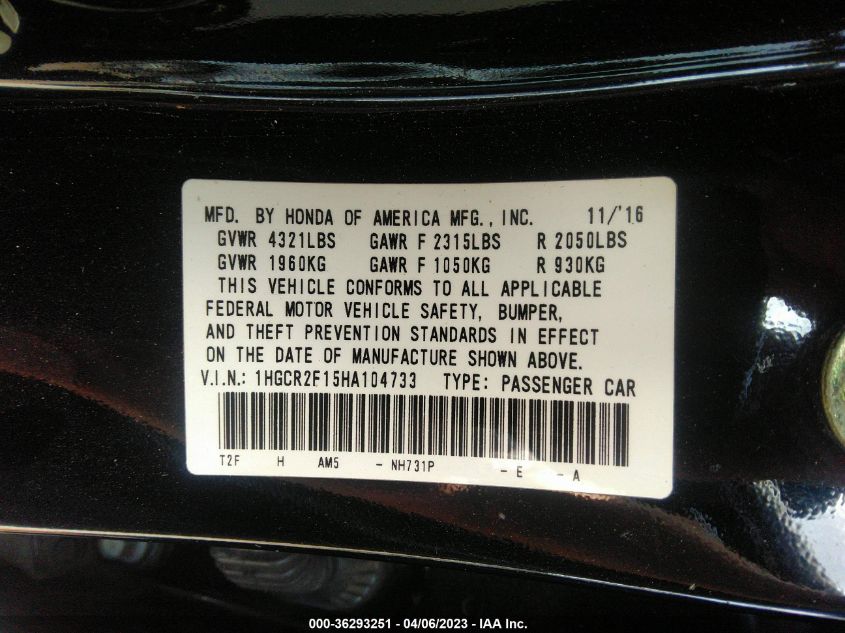 MFD. BY HONDA OF AMERICA MFG., INC. 11/'16
GVWR 4321LBS GAWR F 2315LBS R 2050LBS
GVWR 1960KG GAWR F 1050KG R 930KG
THIS VEHICLE CONFORMS TO ALL APPLICABLE
FEDERAL MOTOR VEHICLE SAFETY, BUMPER,
AND THEFT PREVENTION STANDARDS IN EFFECT
ON THE DATE OF MANUFACTURE SHOWN ABOVE.
V.I.N.: 1HGCR2F15HA104733 TYPE: PASSENGER CAR
T2F H AM5 - NH731P - E - A
000-36293251 - 04/06/2023 - IAA Inc.